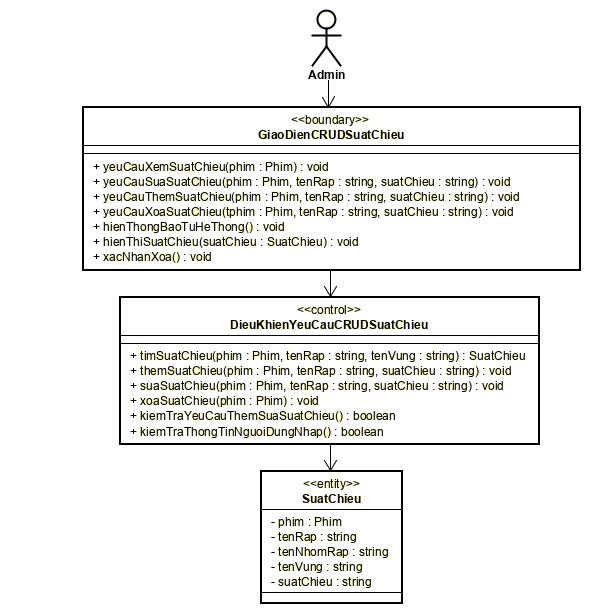 Admin
<<boundary>>
GiaoDienCRUDSuatChieu
+ yeuCauXemSuatChieu(phim : Phim) : void
+ yeuCauSuaSuatChieu(phim : Phim, tenRap : string, suatChieu : string) : void
+ yeuCauThemSuatChieu(phim : Phim, tenRap : string, suatChieu : string) : void
+ yeuCauXoaSuatChieu(tphim : Phim, tenRap : string, suatChieu : string) : void
+ hienThongBaoTuHeThong() : void
+ hienThiSuatChieu(suatChieu : SuatChieu) : void
+ xacNhanXoa() : void
<<control>>
DieuKhienYeuCauCRUDSuatChieu
+ timSuatChieu(phim : Phim, tenRap : string, tenVung : string) : SuatChieu
+ themSuatChieu(phim : Phim, tenRap : string, suatChieu : string) : void
+ suaSuatChieu(phim : Phim, tenRap : string, suatChieu : string) : void
+ xoaSuatChieu(phim : Phim) : void
+ kiemTraYeuCauThemSuaSuatChieu() : boolean
+ kiemTraThongTinNguoiDungNhap() : boolean
<<entity>>
SuatChieu
- phim : Phim
- tenRap : string
- tenNhomRap : string
- tenVung : string
- suatChieu : string